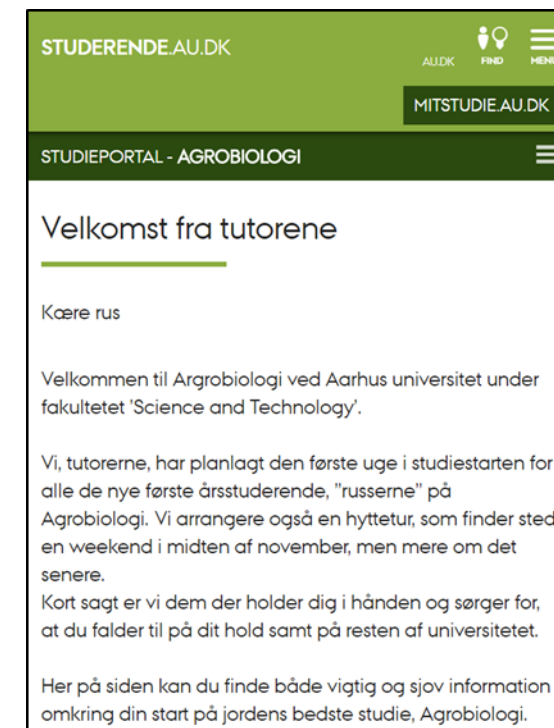 STUDERENDE.AU.DK
AU.DK FIND MENU
MITSTUDIE.AU.DK
STUDIEPORTAL - AGROBIOLOGI
Velkomst fra tutorene
Kære rus
Velkommen til Argrobiologi ved Aarhus universitet under
fakultetet 'Science and Technology'.
Vi, tutorerne, har planlagt den første uge i studiestarten for
alle de nye første årsstuderende, "russerne" på
Agrobiologi. Vi arrangere også en hyttetur, som finder sted
en weekend i midten af november, men mere om det
senere.
Kort sagt er vi dem der holder dig i hånden og sørger for,
at du falder til på dit hold samt på resten af universitetet.
Her på siden kan du finde både vigtig og sjov information
omkring din start på jordens bedste studie, Agrobiologi.